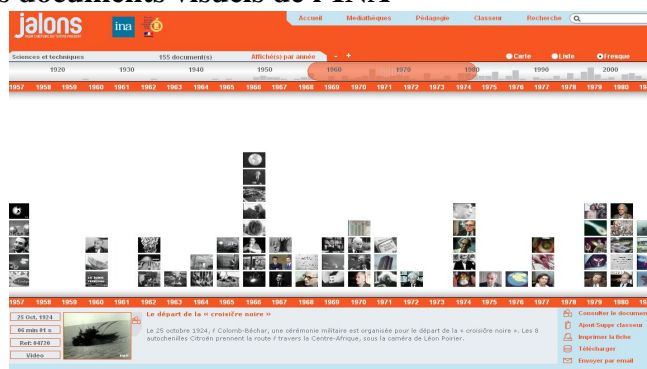 s documents visuels de l'INA
jalons
ina
Accueil Mediathèques Pédagogie Classeur Recherche
Sciences et techniques 155 document(s) Affiché(s) par année - + Carte Liste Fresque
1920 1930 1940 1950 1960 1970 1980 1990 2000
1957 1958 1959 1960 1961 1962 1963 1964 1965 1966 1967 1968 1969 1970 1971 1972 1973 1974 1975 1976 1977 1978 1979 1980 19
1957 1958 1959 1960 1961 1962 1963 1964 1965 1966 1967 1968 1969 1970 1971 1972 1973 1974 1975 1976 1977 1978 1979 1980 19
25 Oct, 1924
06 min 01 s
Ref: 04720
Video
Le départ de la « croisière noire »
Le 25 octobre 1924, ŕ Colomb-Béchar, une cérémonie militaire est organisée pour le départ de la « croisière noire ». Les 8
autochenilles Citroën prennent la route ŕ travers la Centre-Afrique, sous la caméra de Léon Poirier.
Consulter le documen
Ajout/Suppr classeur
Imprimer la fiche
Télécharger
Envoyer par email